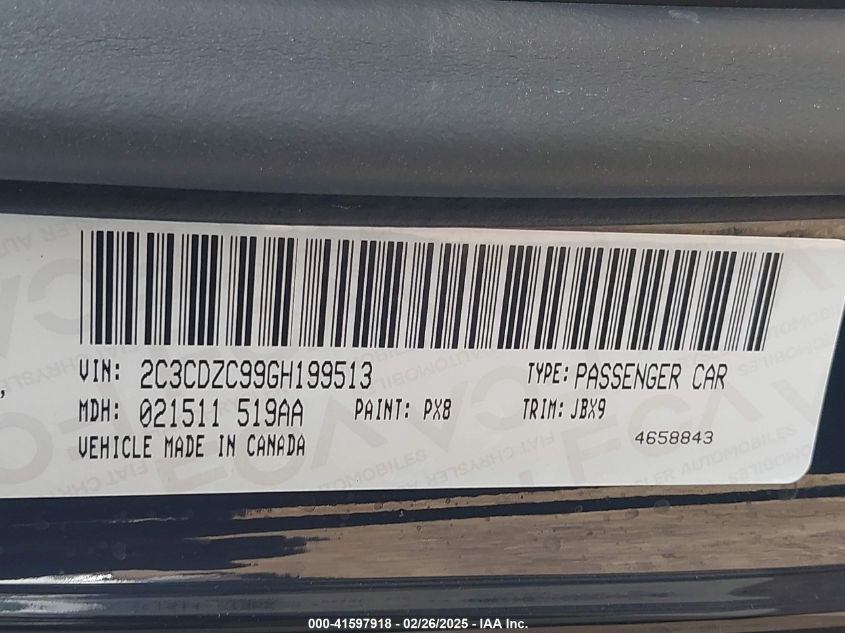 VIN: 2C3CDZC99GH199513 TYPE: PASSENGER CAR
MDH: 021511 519AA PAINT: PX8 TRIM: JBX9
VEHICLE MADE IN CANADA 4658843
000-41597918 - 02/26/2025 - IAA Inc.